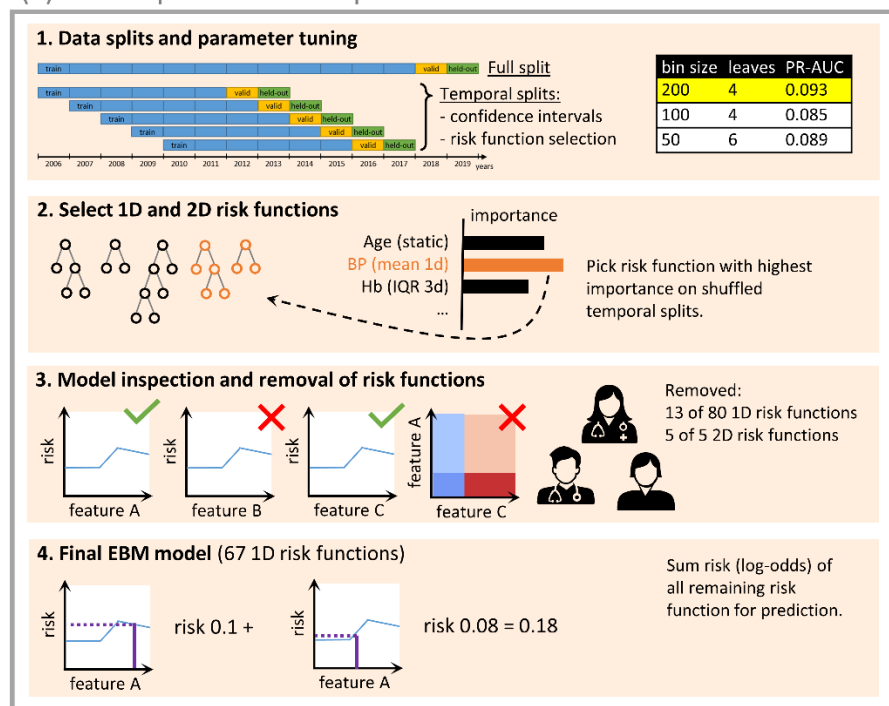 1. Data splits and parameter tuning
train valid held-out Full split
train valid held-out Temporal splits:
train valid held-out - confidence intervals
train valid held-out - risk function selection
train valid held-out
train valid held-out
2006 2007 2008 2009 2010 2011 2012 2013 2014 2015 2016 2017 2018 2019 years
bin size leaves PR-AUC
200 4 0.093
100 4 0.085
50 6 0.089
2. Select 1D and 2D risk functions
importance
Age (static)
BP (mean 1d)
Hb (IQR 3d)
...
Pick risk function with highest
importance on shuffled
temporal splits.
3. Model inspection and removal of risk functions
risk
feature A
risk
feature B
risk
feature C
feature A
feature C
Removed:
13 of 80 1D risk functions
5 of 5 2D risk functions
4. Final EBM model (67 1D risk functions)
risk
feature A
risk 0.1 +
risk
feature A
risk 0.08 = 0.18
Sum risk (log-odds) of
all remaining risk
function for prediction.